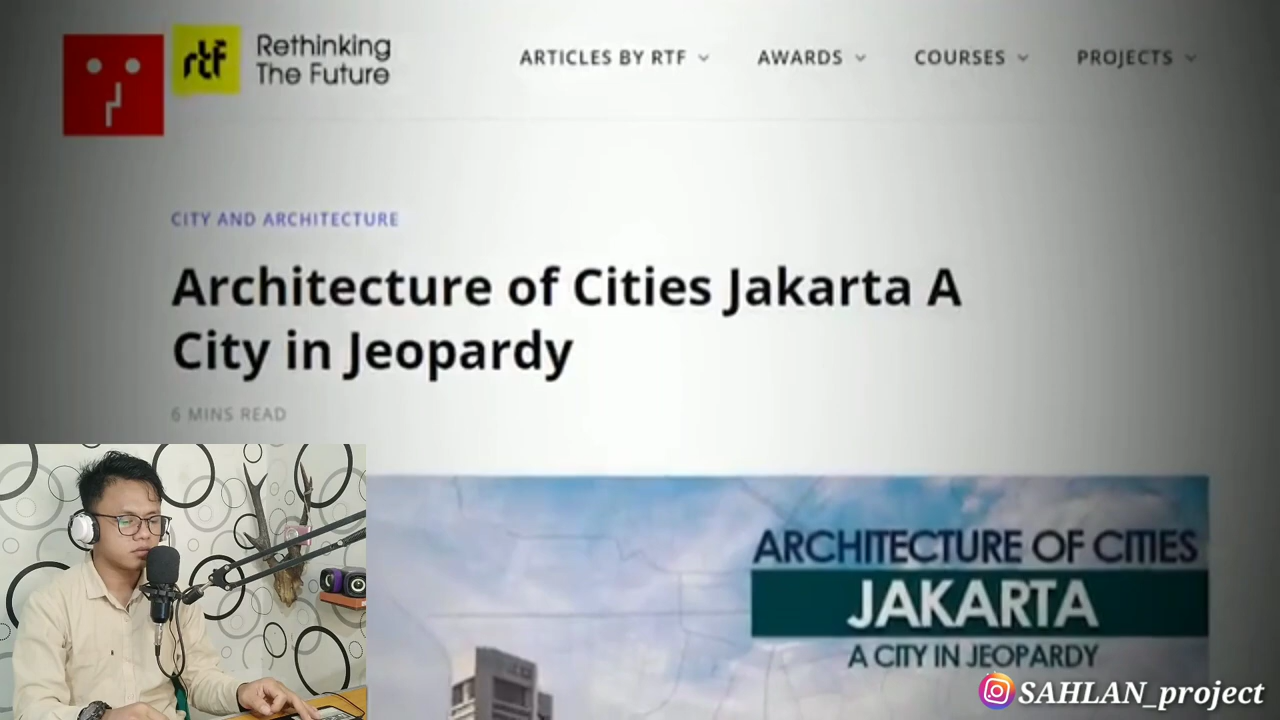 rtf
Rethinking
The Future
ARTICLES BY RTF
AWARDS
COURSES
PROJECTS
CITY AND ARCHITECTURE
Architecture of Cities Jakarta A
City in Jeopardy
6 MINS READ
ARCHITECTURE OF CITIES
JAKARTA
A CITY IN JEOPARDY
SAHLAN_project